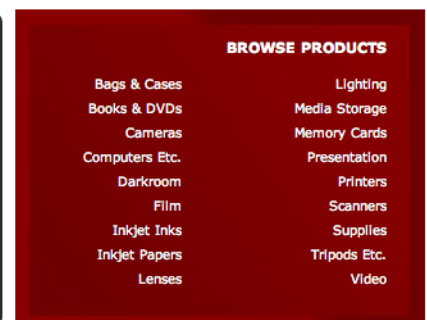 BROWSE PRODUCTS
Bags & Cases
Books & DVDs
Cameras
Computers Etc.
Darkroom
Film
Inkjet Inks
Inkjet Papers
Lenses
Lighting
Media Storage
Memory Cards
Presentation
Printers
Scanners
Supplies
Tripods Etc.
Video